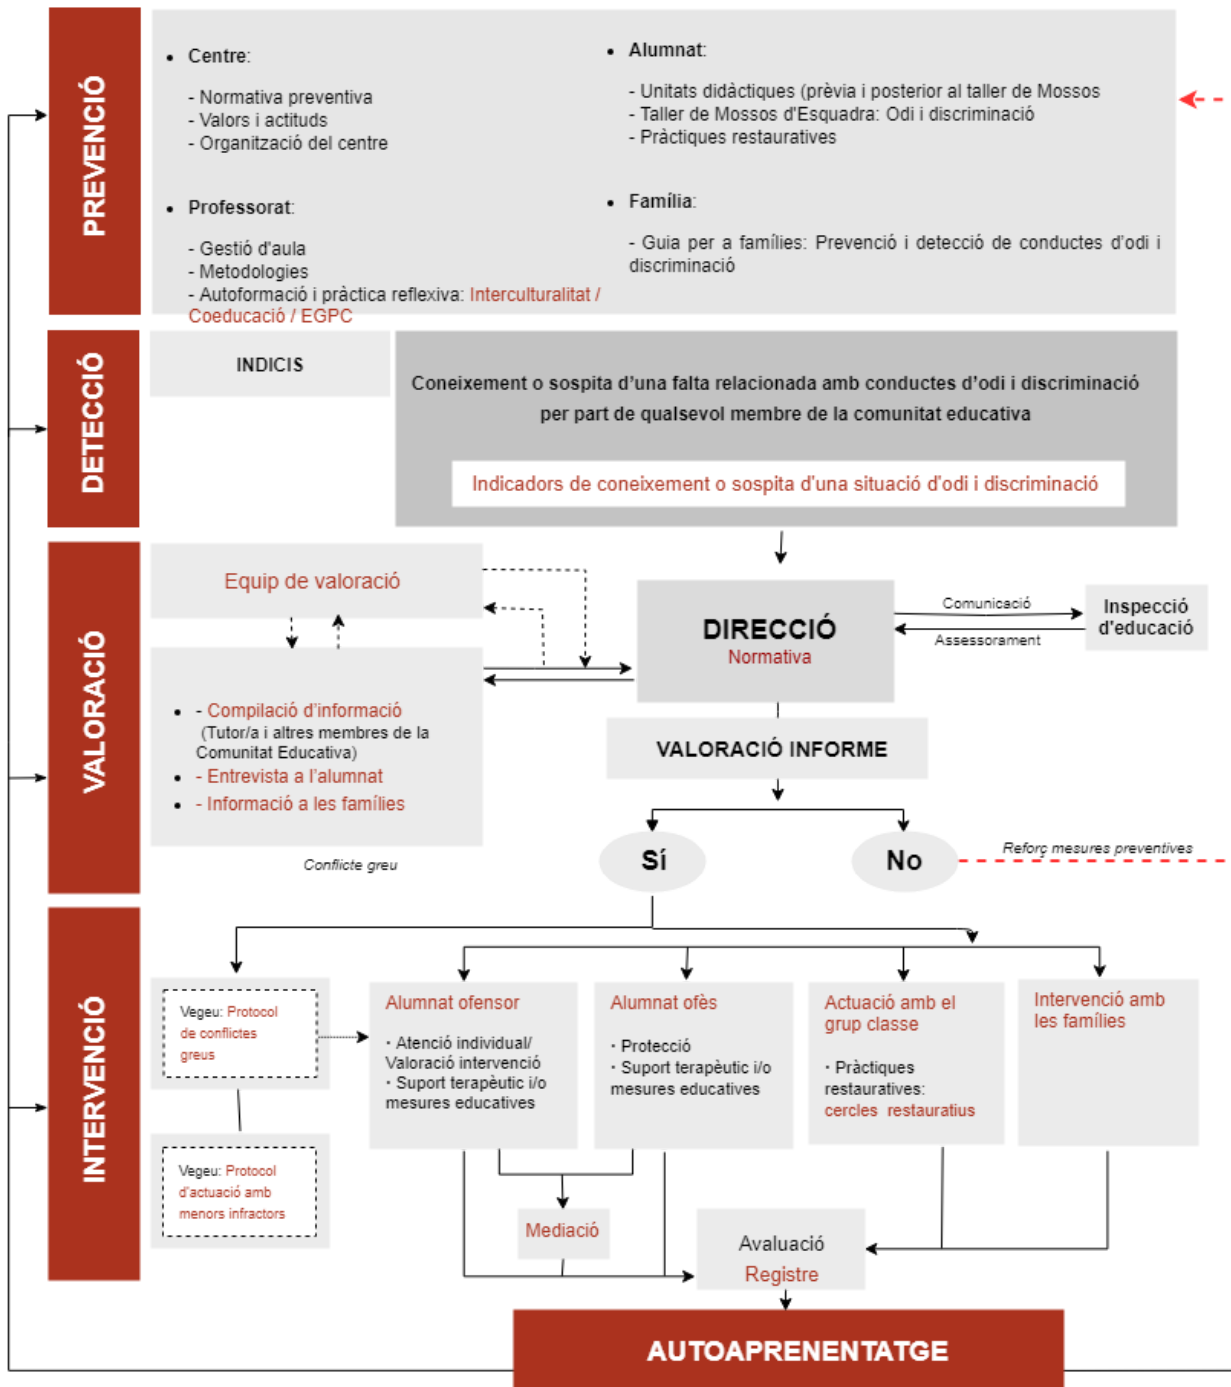 PREVENCIÓ
• Centre:
- Normativa preventiva
- Valors i actituds
- Organització del centre
• Professorat:
- Gestió d'aula
- Metodologies
- Autoformació i pràctica reflexiva: Interculturalitat /
Coeducació / EGPC
• Alumnat:
- Unitats didàctiques (prèvia i posterior al taller de Mossos
- Taller de Mossos d'Esquadra: Odi i discriminació
- Pràctiques restauratives
• Família:
- Guia per a famílies: Prevenció i detecció de conductes d'odi i
discriminació
DETECCIÓ
INDICIS
Coneixement o sospita d'una falta relacionada amb conductes d'odi i discriminació
per part de qualsevol membre de la comunitat educativa
Indicadors de coneixement o sospita d'una situació d'odi i discriminació
VALORACIÓ
Equip de valoració
• - Compilació d'informació
(Tutor/a i altres membres de la
Comunitat Educativa)
• - Entrevista a l'alumnat
• - Informació a les famílies
DIRECCIÓ
Normativa
Comunicació
Assessorament
Inspecció
d'educació
VALORACIÓ INFORME
Conflicte greu
Sí
No
Reforç mesures preventives
INTERVENCIÓ
Vegeu: Protocol
de conflictes
greus
Vegeu: Protocol
d'actuació amb
menors infractors
Alumnat ofensor
· Atenció individual/
Valoració intervenció
· Suport terapèutic i/o
mesures educatives
Alumnat ofès
· Protecció
· Suport terapèutic i/o
mesures educatives
Actuació amb el
grup classe
· Pràctiques
restauratives:
cercles restauratius
Intervenció amb
les famílies
Mediació
Avaluació
Registre
AUTOAPRENENTATGE